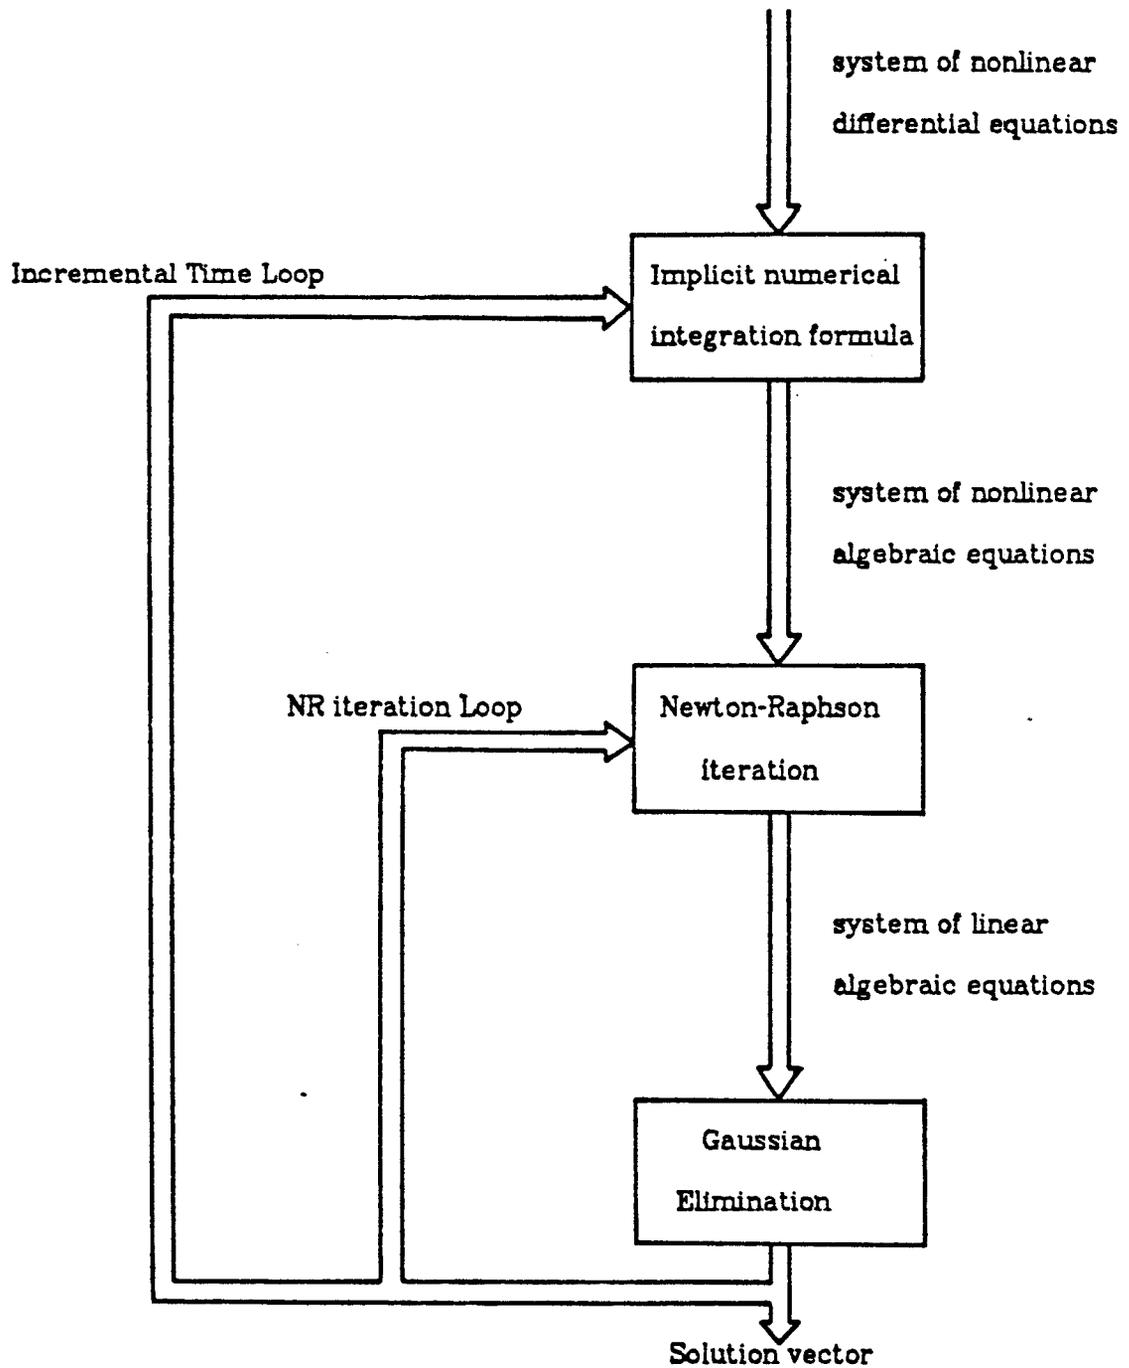 system of nonlinear
differential equations
Incremental Time Loop
Implicit numerical
integration formula
system of nonlinear
algebraic equations
NR iteration Loop
Newton-Raphson
iteration
system of linear
algebraic equations
Gaussian
Elimination
Solution vector